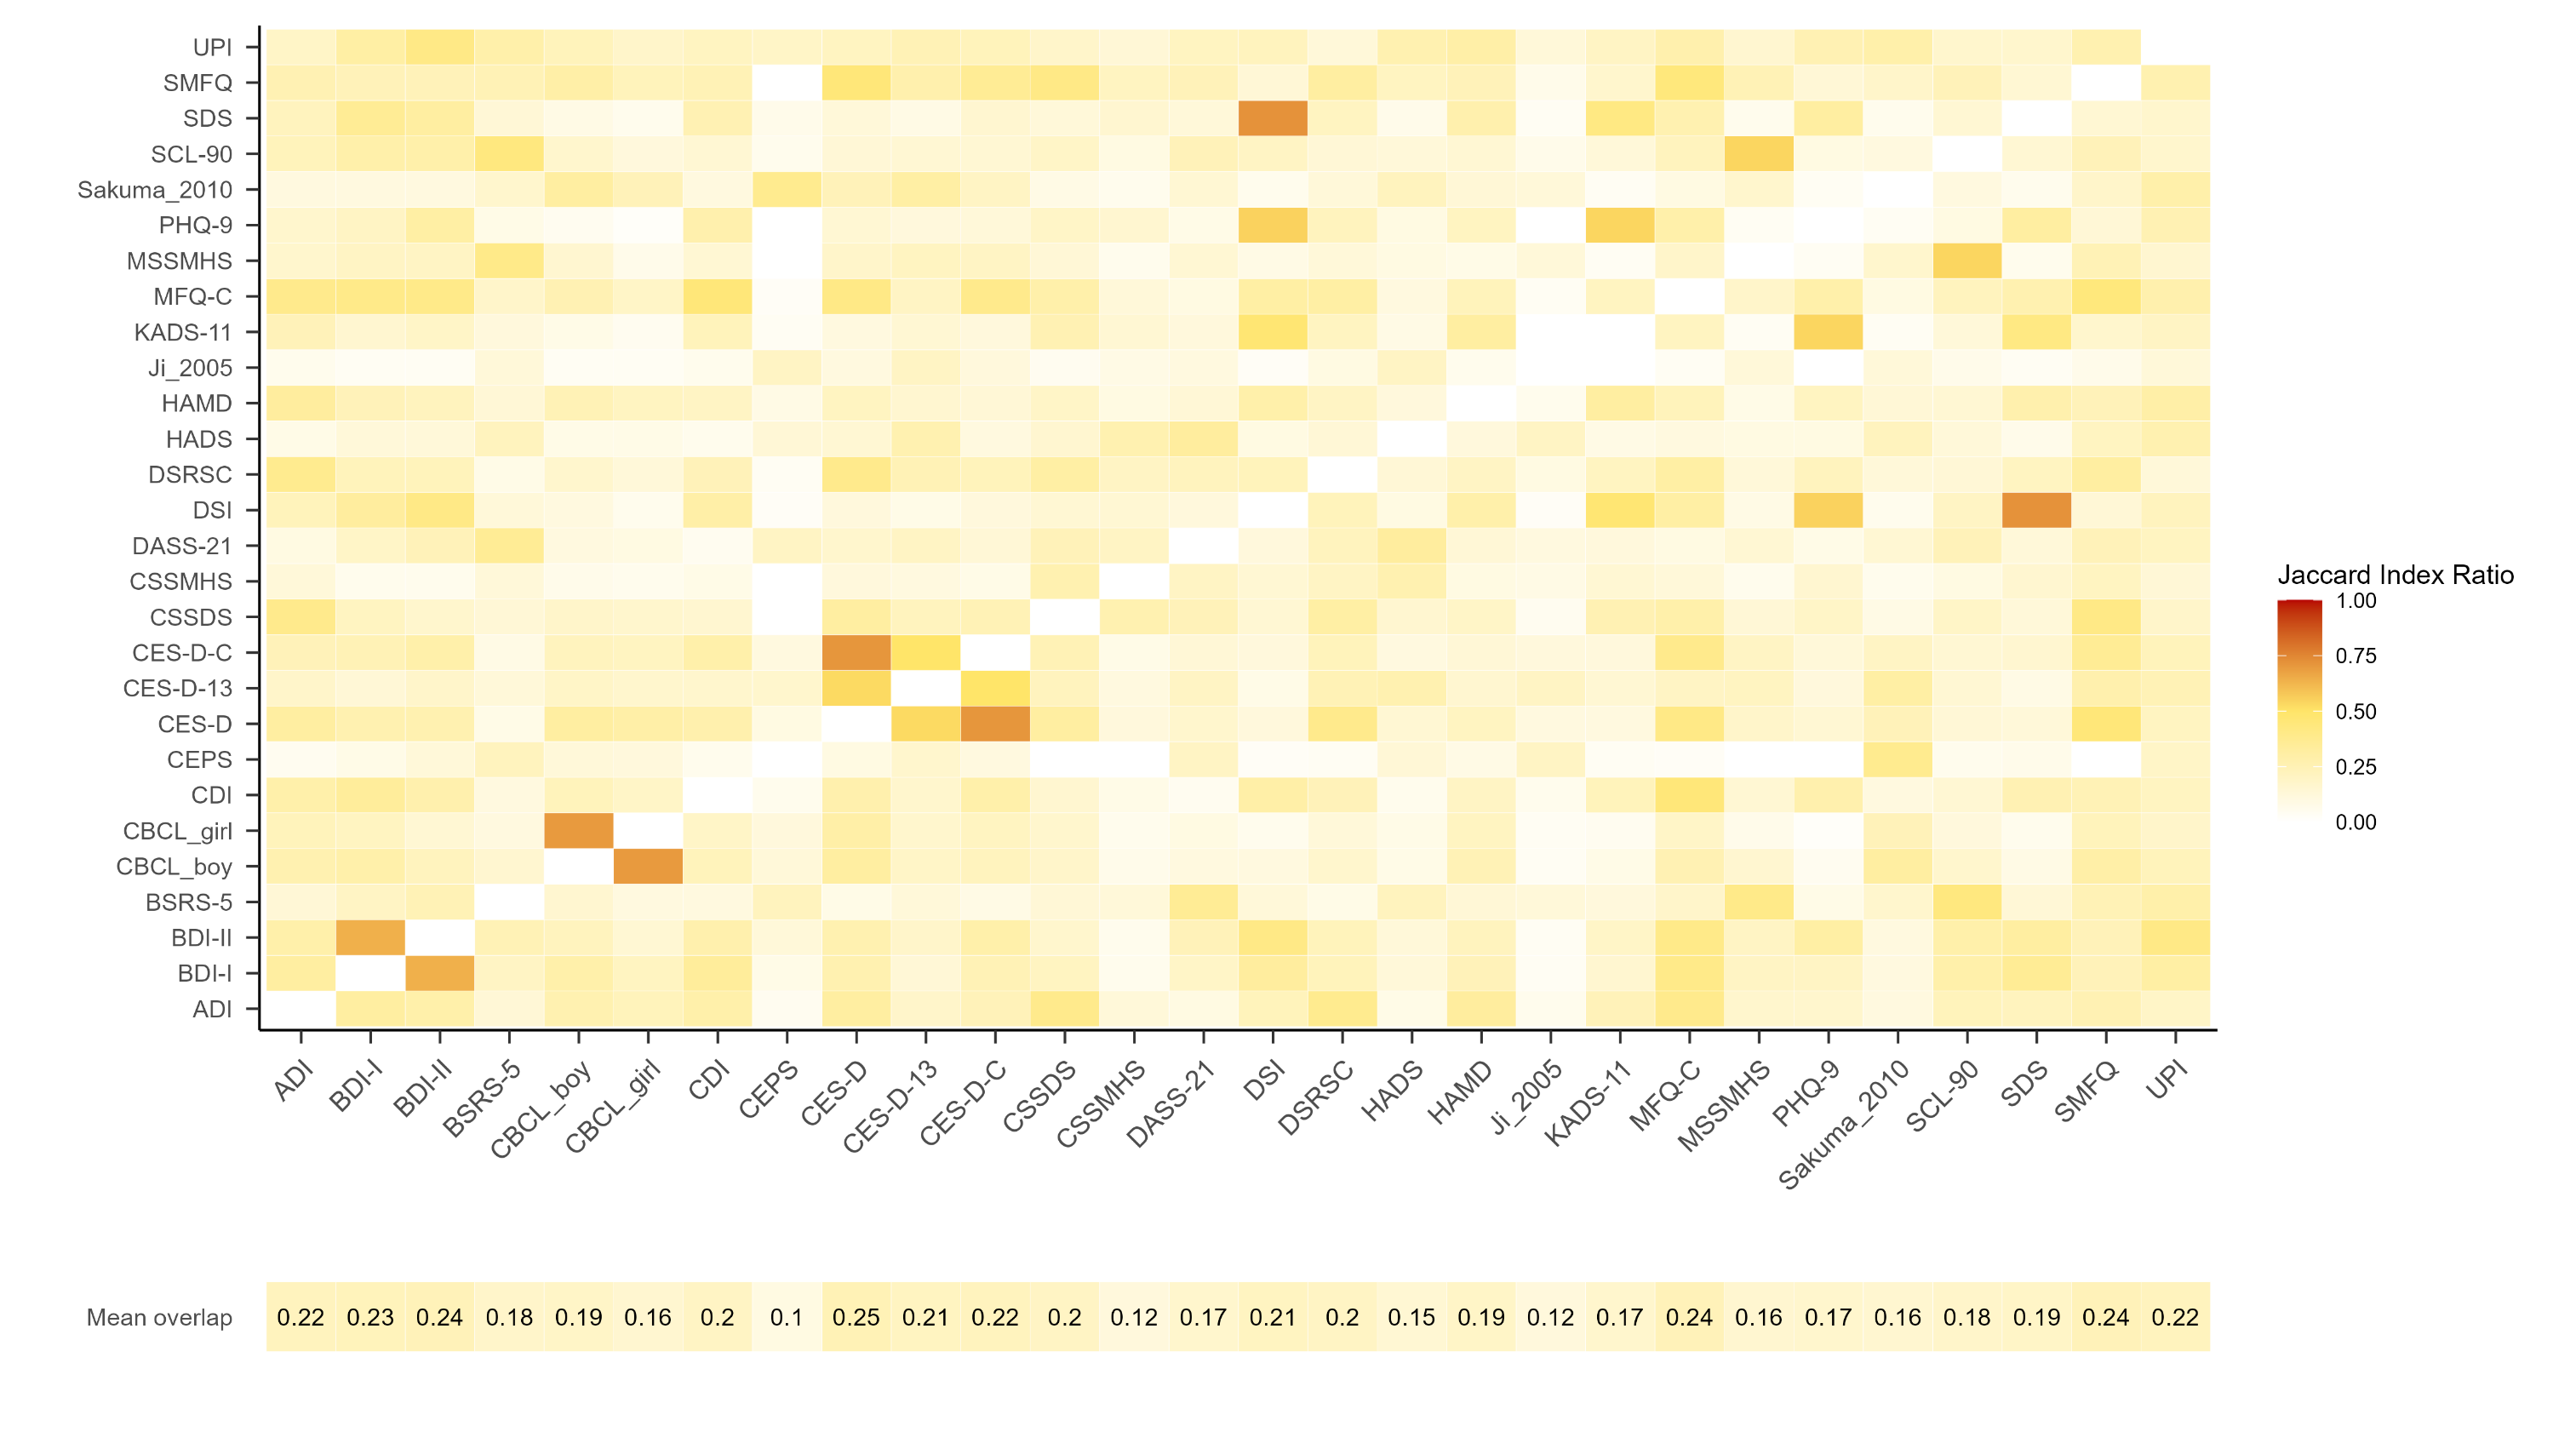 UPI
SMFQ
SDS
SCL-90
Sakuma_2010
PHQ-9
MSSMHS
MFQ-C
KADS-11
Ji_2005
HAMD
HADS
DSRSC
DSI
DASS-21
CSSMHS
CSSDS
CES-D-C
CES-D-13
CES-D
CEPS
CDI
CBCL_girl
CBCL_boy
BSRS-5
BDI-II
BDI-I
ADI
ADI BDI-I BDI-II BSRS-5 CBCL_boy CBCL_girl CDI CEPS CES-D CES-D-13 CES-D-C CSSDS CSSMHS DASS-21 DSI DSRSC HADS HAMD Ji_2005 KADS-11 MFQ-C MSSMHS PHQ-9 Sakuma_2010 SCL-90 SDS SMFQ UPI
Jaccard Index Ratio
1.00
0.75
0.50
0.25
0.00
Mean overlap 0.22 0.23 0.24 0.18 0.19 0.16 0.2 0.1 0.25 0.21 0.22 0.2 0.12 0.17 0.21 0.2 0.15 0.19 0.12 0.17 0.24 0.16 0.17 0.16 0.18 0.19 0.24 0.22